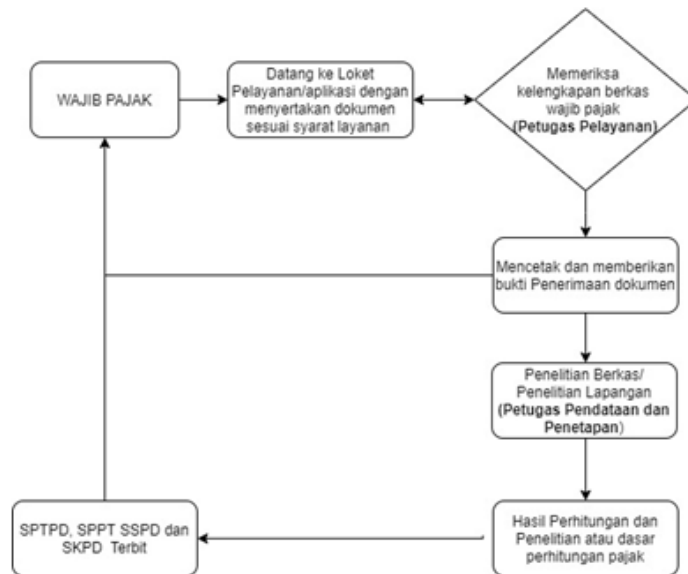 WAJIB PAJAK
Datang ke Loket
Pelayanan/aplikasi dengan
menyertakan dokumen
sesuai syarat layanan
Memeriksa
kelengkapan berkas
wajib pajak
(Petugas Pelayanan)
Mencetak dan memberikan
bukti Penerimaan dokumen
Penelitian Berkas/
Penelitian Lapangan
(Petugas Pendataan dan
Penetapan)
Hasil Perhitungan dan
Penelitian atau dasar
perhitungan pajak
SPTPD, SPPT SSPD dan
SKPD Terbit